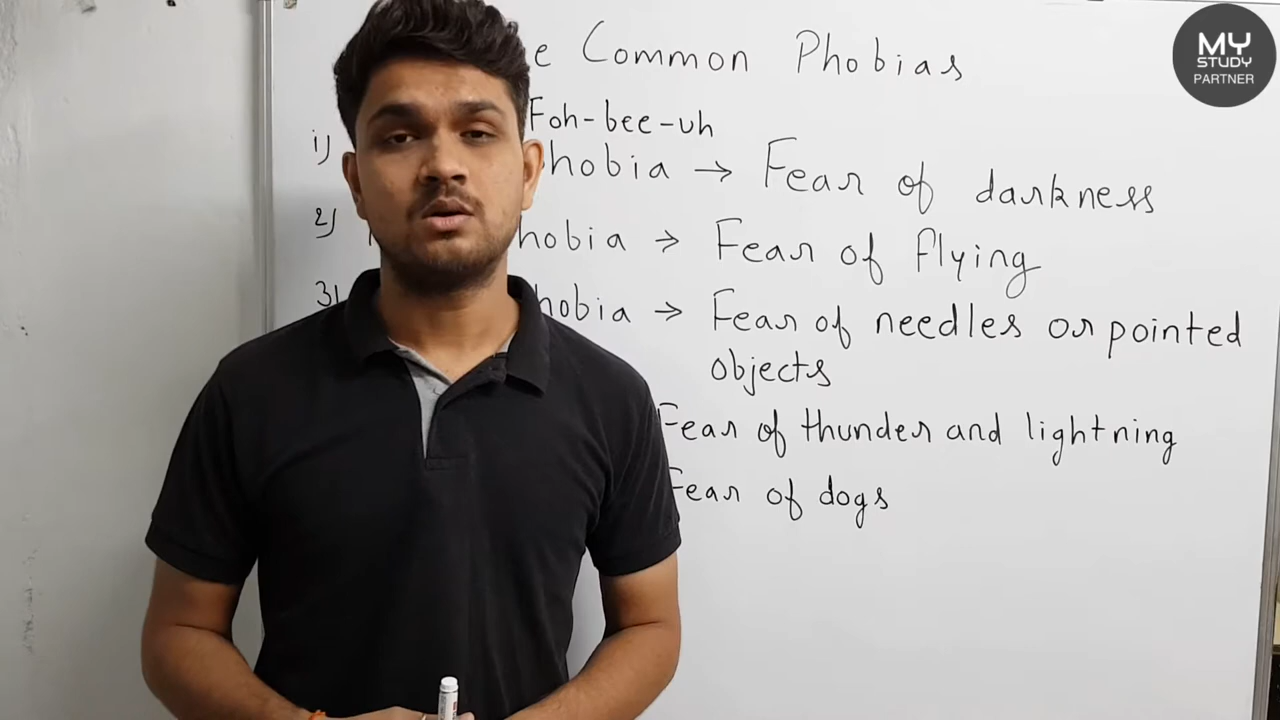 e Common Phobias
MY
STUDY
PARTNER
Foh-bee-uh
1) hobia → Fear of darkness
2) hobia → Fear of flying
3) hobia → Fear of needles or pointed
objects
Fear of thunder and lightning
Fear of dogs